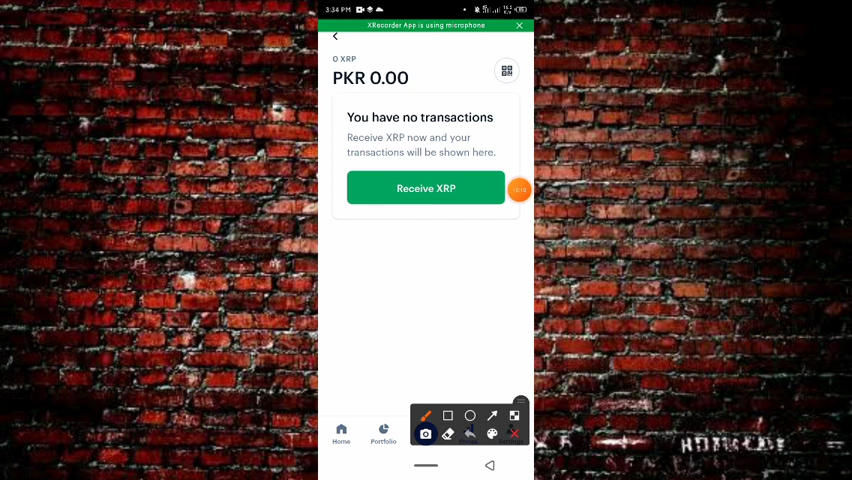 3:34 PM
XRecorder App is using microphone
0 XRP
PKR 0.00
You have no transactions
Receive XRP now and your
transactions will be shown here.
Receive XRP
Home
Portfolio